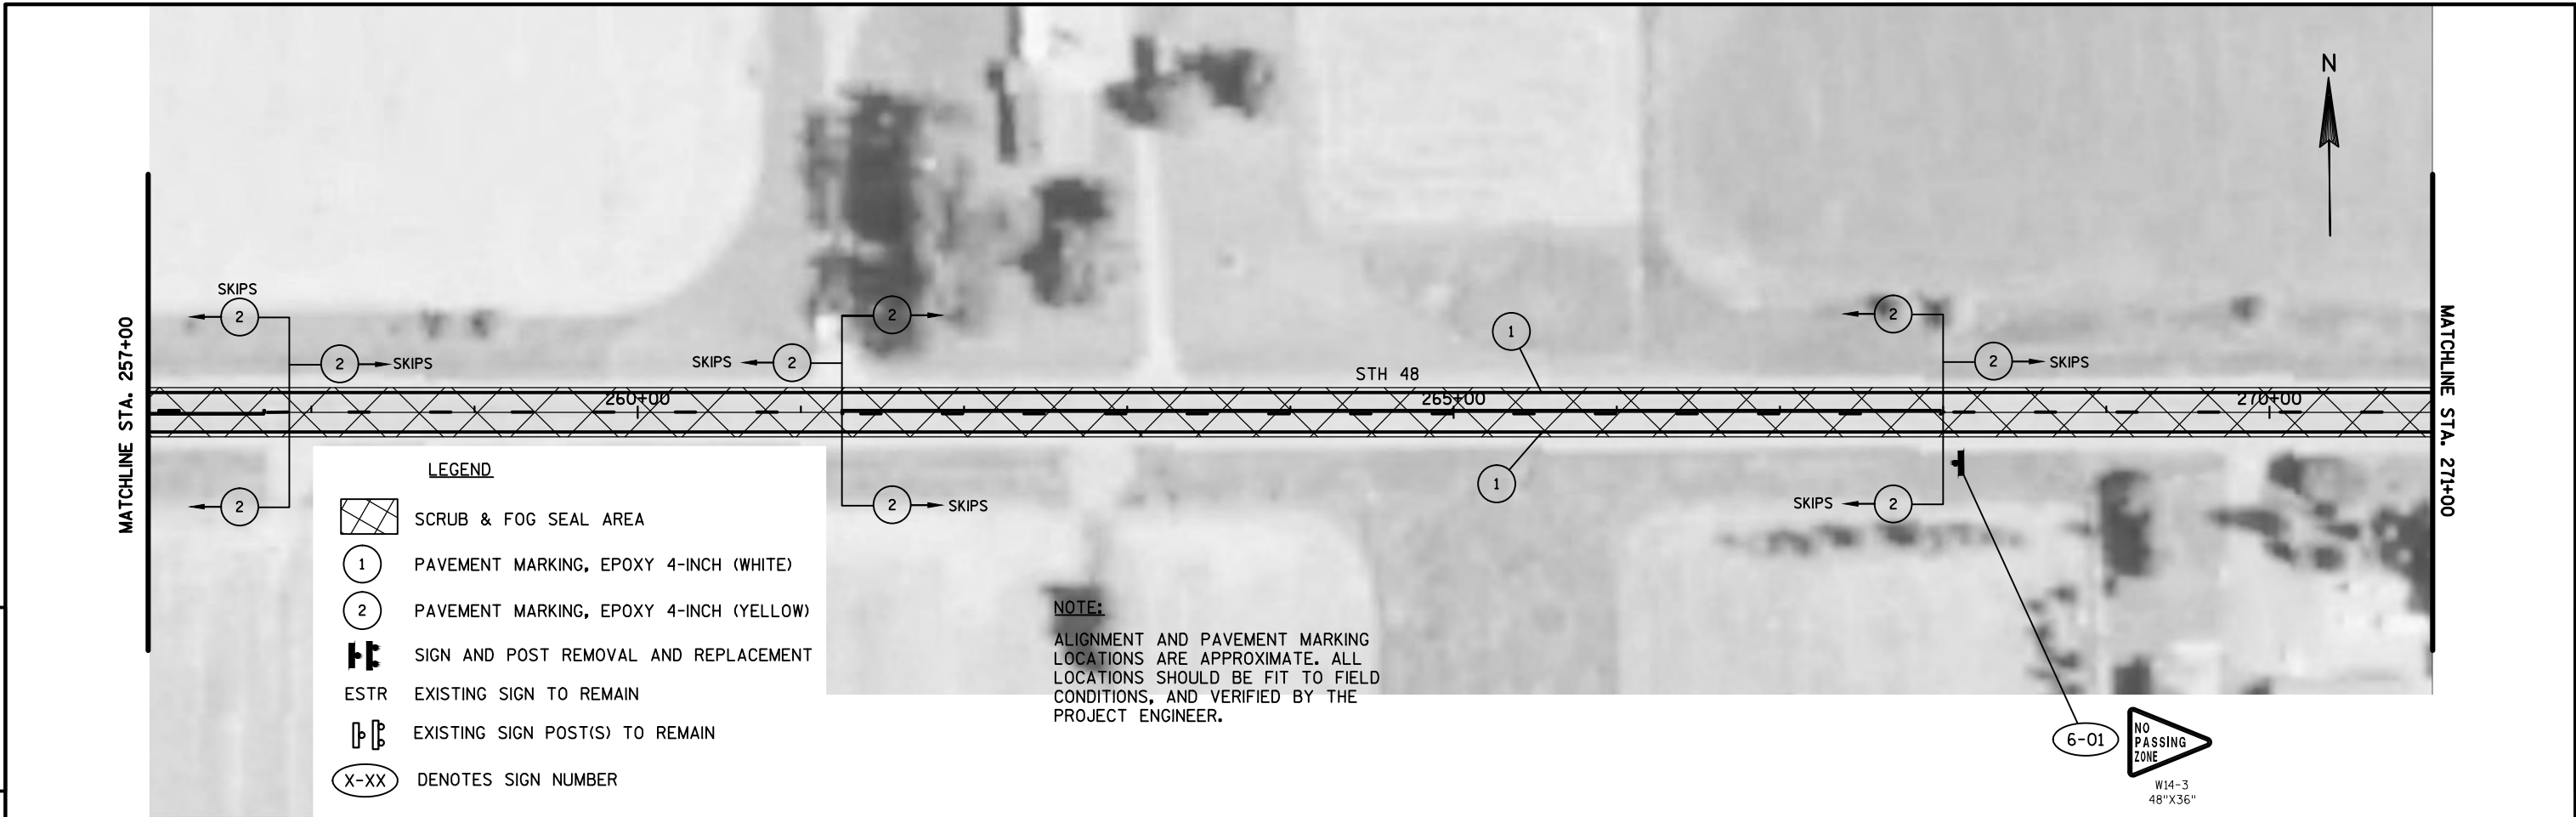 N
MATCHLINE STA. 257+00
SKIPS
2
2
SKIPS
2
SKIPS
2
2
2
SKIPS
STH 48
1
1
2
2
SKIPS
SKIPS
2
260+00
265+00
270+00
MATCHLINE STA. 271+00
LEGEND
SCRUB & FOG SEAL AREA
1 PAVEMENT MARKING, EPOXY 4-INCH (WHITE)
2 PAVEMENT MARKING, EPOXY 4-INCH (YELLOW)
SIGN AND POST REMOVAL AND REPLACEMENT
ESTR EXISTING SIGN TO REMAIN
EXISTING SIGN POST(S) TO REMAIN
X-XX DENOTES SIGN NUMBER
NOTE:
ALIGNMENT AND PAVEMENT MARKING
LOCATIONS ARE APPROXIMATE. ALL
LOCATIONS SHOULD BE FIT TO FIELD
CONDITIONS, AND VERIFIED BY THE
PROJECT ENGINEER.
6-01
NO
PASSING
ZONE
W14-3
48"X36"